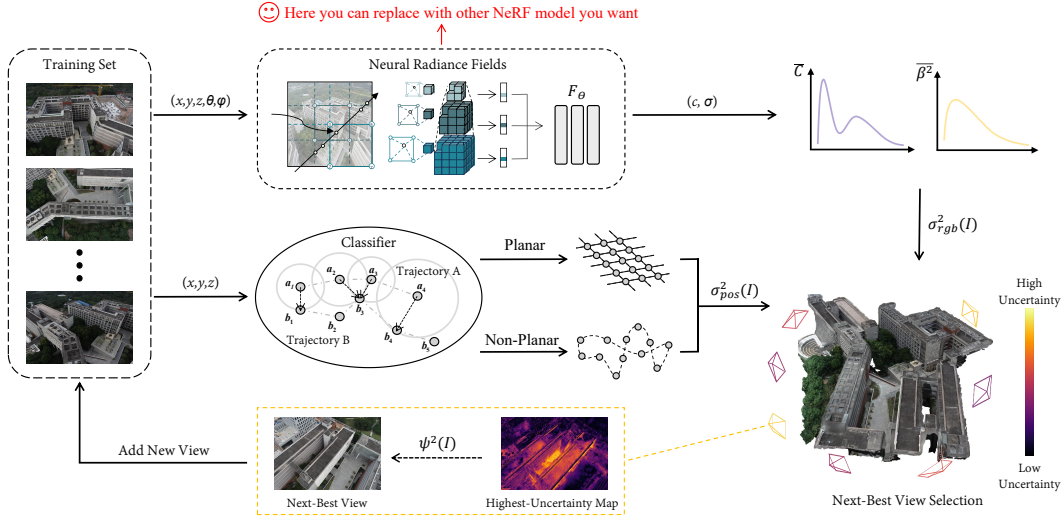 Here you can replace with other NeRF model you want
Training Set
Neural Radiance Fields
(x,y,z,θ,φ)
F_Θ
(c, σ)
C̅
β̅²
σ²_rgb(I)
Classifier
Trajectory A
a₁
a₂
a₃
a₄
b₁
b₂
b₃
b₄
b₅
Trajectory B
(x,y,z)
Planar
Non-Planar
σ²_pos(I)
High
Uncertainty
Low
Uncertainty
Add New View
ψ²(I)
Next-Best View
Highest-Uncertainty Map
Next-Best View Selection